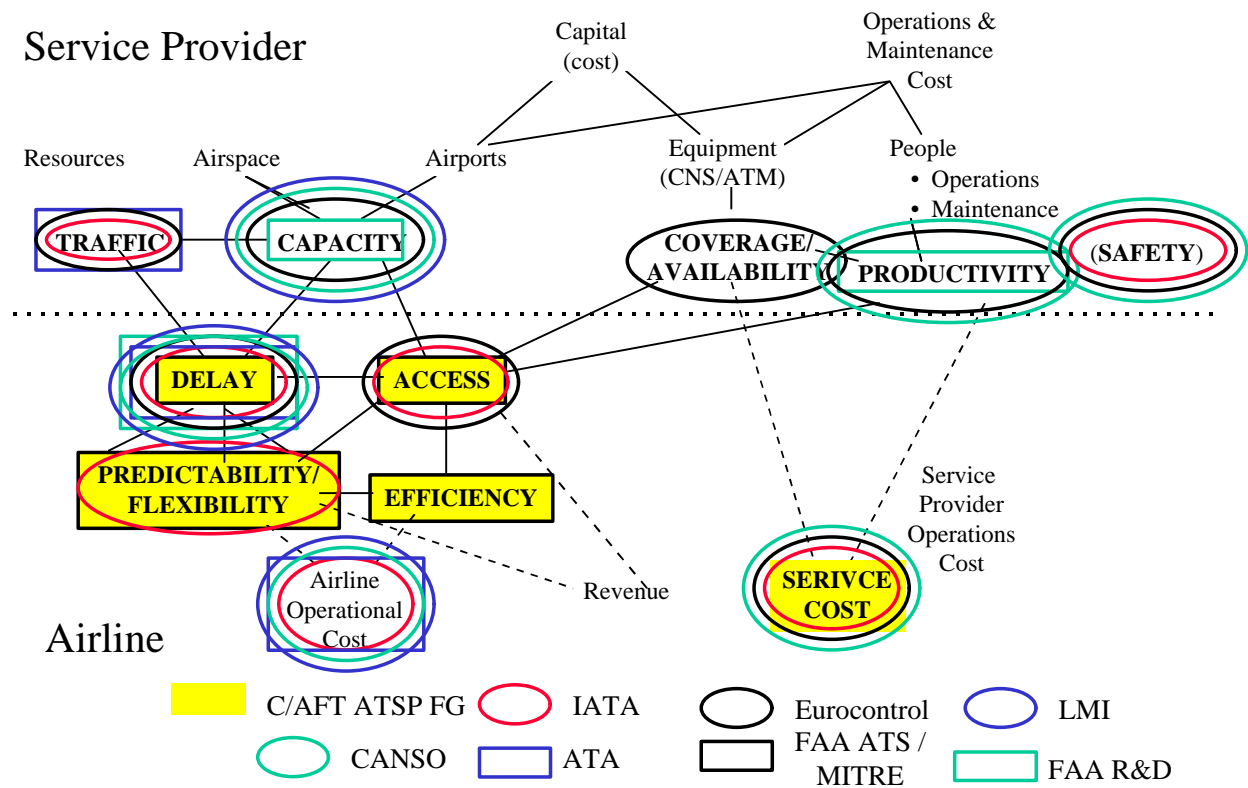 Service Provider
Capital
(cost)
Operations &
Maintenance
Cost
Resources
Airspace
Airports
Equipment
(CNS/ATM)
People
• Operations
• Maintenance
TRAFFIC
CAPACITY
COVERAGE/
AVAILABILITY
PRODUCTIVITY
(SAFETY)
DELAY
ACCESS
PREDICTABILITY/
FLEXIBILITY
EFFICIENCY
Service
Provider
Operations
Cost
Airline
Operational
Cost
Revenue
SERIVCE
COST
Airline
C/AFT ATSP FG
IATA
Eurocontrol
LMI
CANSO
ATA
FAA ATS /
MITRE
FAA R&D